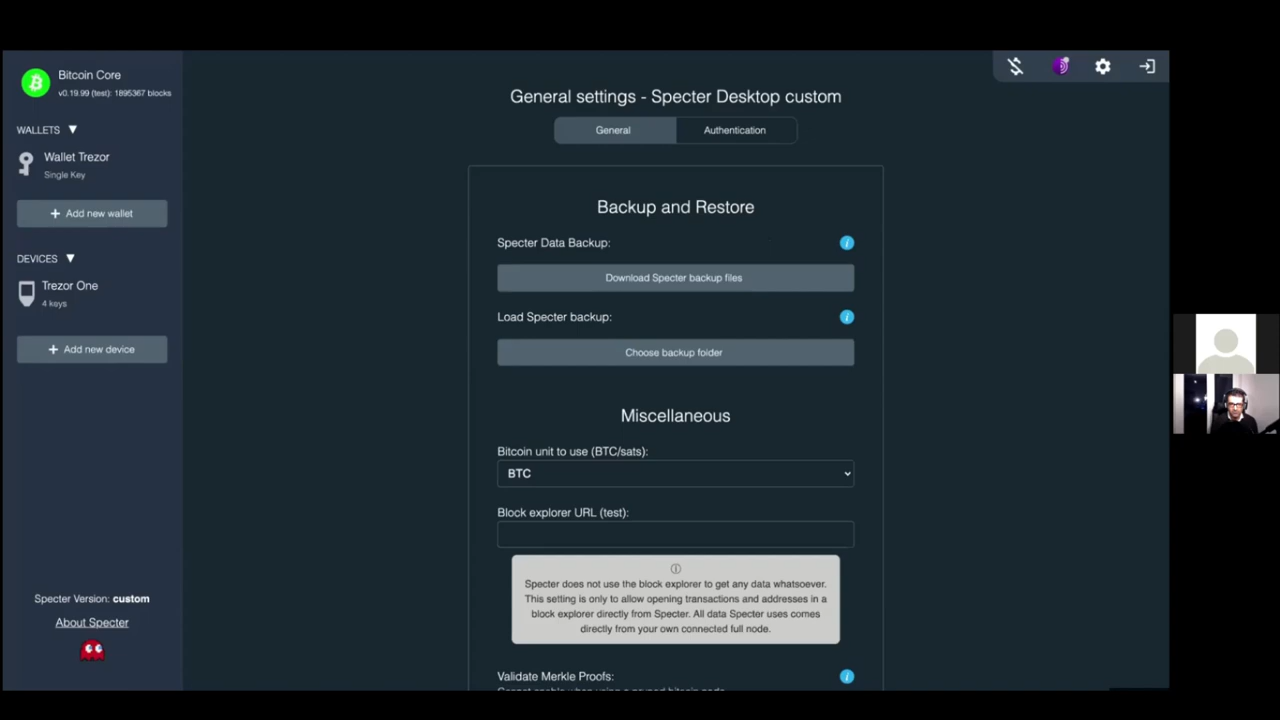 Bitcoin Core
v0.19.99 (test): 1895367 blocks
WALLETS ▼
Wallet Trezor
Single Key
+ Add new wallet
DEVICES ▼
Trezor One
4 keys
+ Add new device
Specter Version: custom
About Specter
General settings - Specter Desktop custom
General
Authentication
Backup and Restore
Specter Data Backup:
Download Specter backup files
Load Specter backup:
Choose backup folder
Miscellaneous
Bitcoin unit to use (BTC/sats):
BTC
Block explorer URL (test):
Specter does not use the block explorer to get any data whatsoever.
This setting is only to allow opening transactions and addresses in a
block explorer directly from Specter. All data Specter uses comes
directly from your own connected full node.
Validate Merkle Proofs: